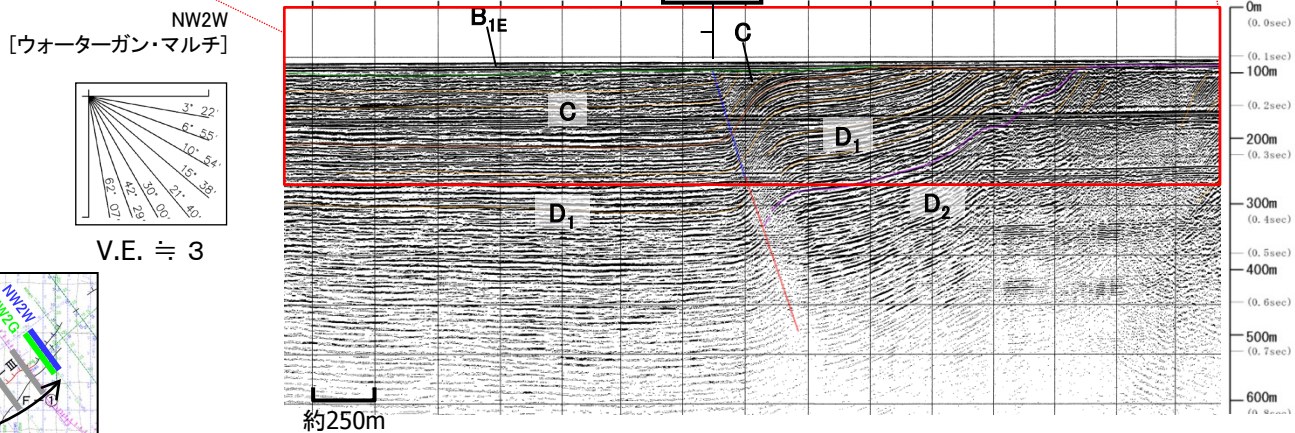 NW2W
[ウォーターガン・マルチ]
3° 22'
6° 55'
10° 54'
15° 38'
21° 40'
30° 00'
42° 29'
62° 07'
V.E. ≒ 3
NW2W
F
①
B1E
C
C
D1
D1
D2
約250m
0m
(0.0sec)
(0.1sec)
100m
(0.2sec)
200m
(0.3sec)
300m
(0.4sec)
(0.5sec)
400m
(0.6sec)
500m
(0.7sec)
600m